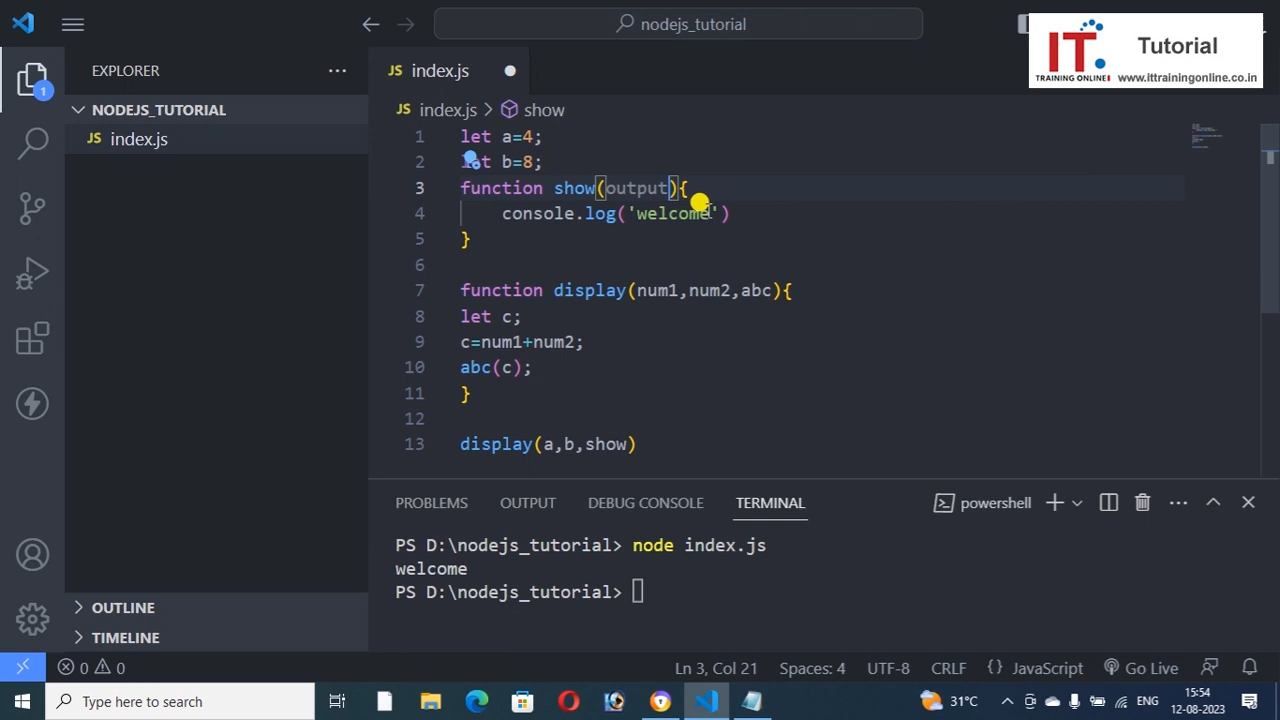 nodejs_tutorial
IT
TRAINING ONLINE
Tutorial
www.ittrainingonline.co.in
EXPLORER
1
NODEJS_TUTORIAL
JS index.js
OUTLINE
TIMELINE
JS index.js
JS index.js > show
1 let a=4;
2 let b=8;
3 function show(output){
4 console.log('welcome')
5 }
6
7 function display(num1,num2,abc){
8 let c;
9 c=num1+num2;
10 abc(c);
11 }
12
13 display(a,b,show)
PROBLEMS OUTPUT DEBUG CONSOLE TERMINAL powershell
PS D:\nodejs_tutorial> node index.js
welcome
PS D:\nodejs_tutorial>
0 0 Ln 3, Col 21 Spaces: 4 UTF-8 CRLF {} JavaScript Go Live
Type here to search 31°C ENG 15:54
12-08-2023